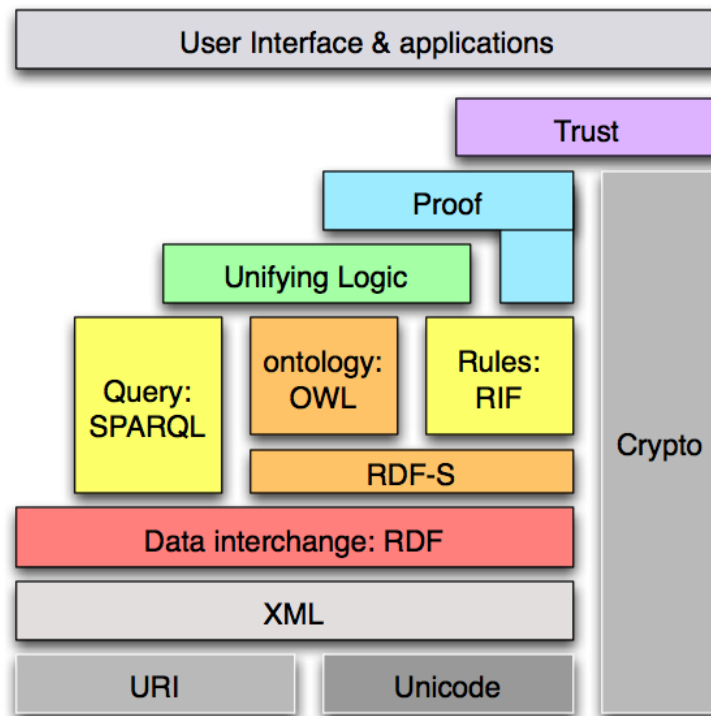 User Interface & applications
Trust
Proof
Unifying Logic
Query:
SPARQL
ontology:
OWL
Rules:
RIF
Crypto
RDF-S
Data interchange: RDF
XML
URI
Unicode